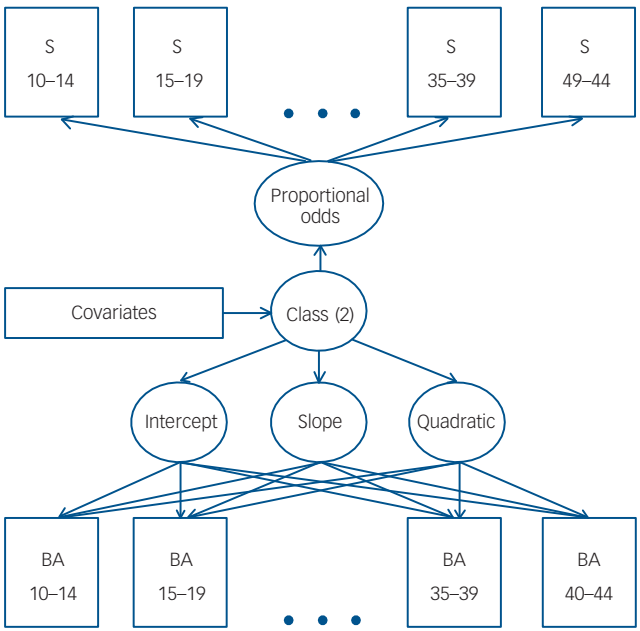 S
10–14
S
15–19
S
35–39
S
49–44
Proportional
odds
Covariates
Class (2)
Intercept
Slope
Quadratic
BA
10–14
BA
15–19
BA
35–39
BA
40–44